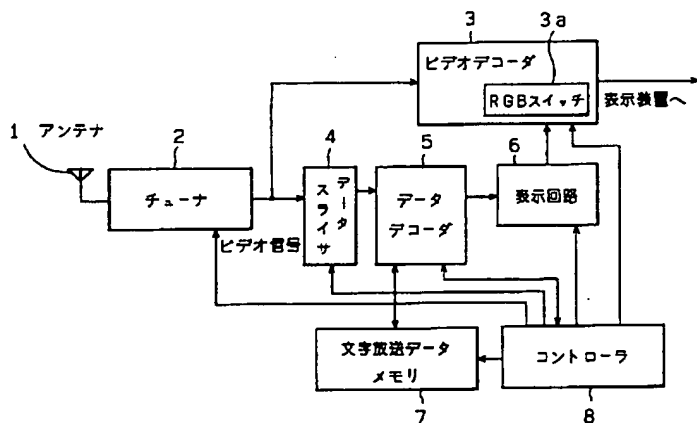 3
3a
ビデオデコーダ
RGBスイッチ
表示装置へ
1
アンテナ
2
チューナ
ビデオ信号
4
データ
スライサ
5
データ
デコーダ
6
表示回路
文字放送データ
メモリ
7
コントローラ
8